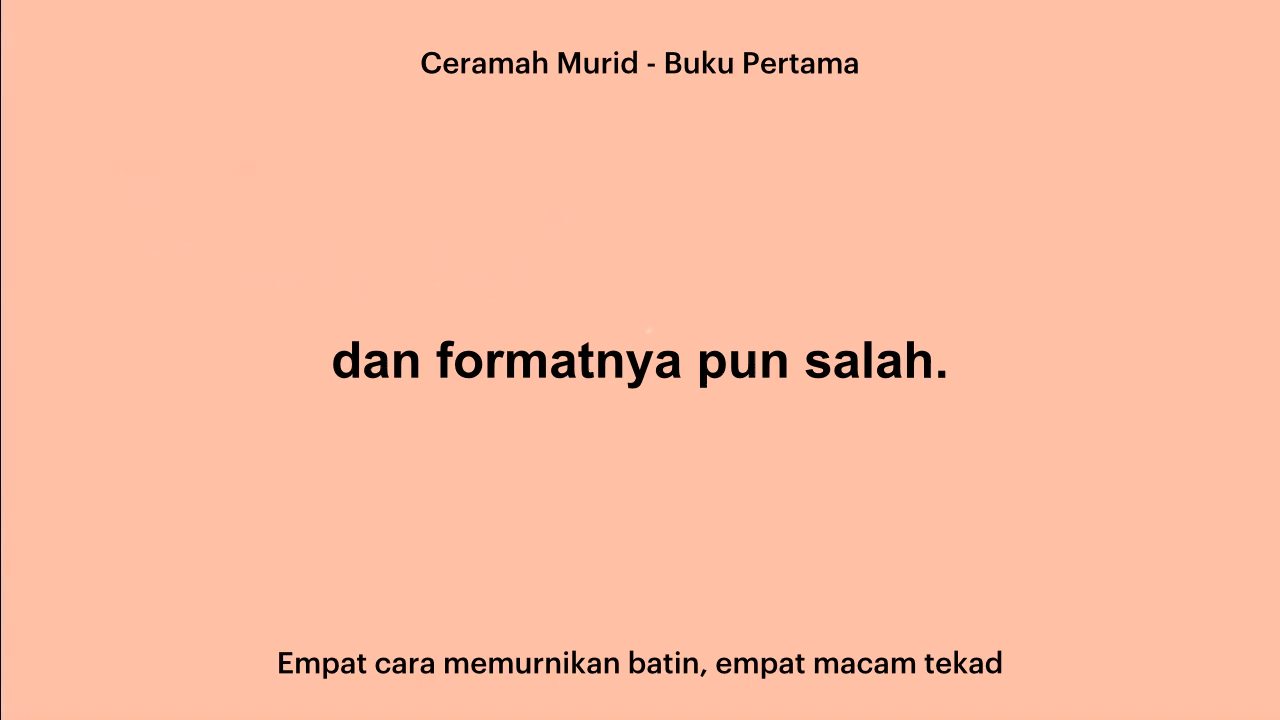 Ceramah Murid - Buku Pertama
dan formatnya pun salah.
Empat cara memurnikan batin, empat macam tekad